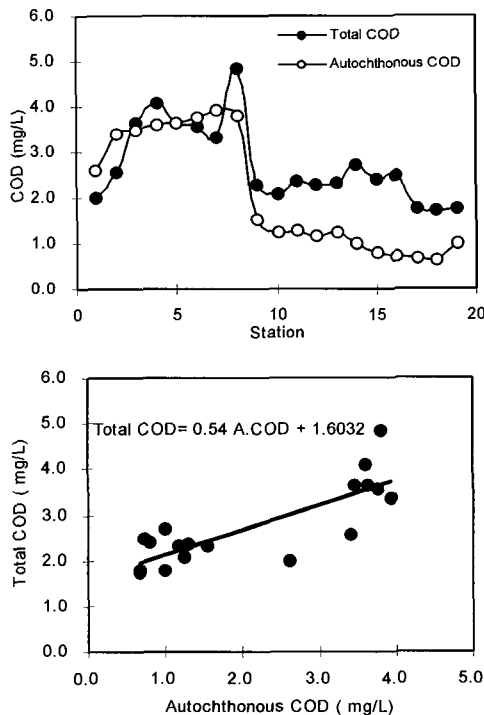 6.0
5.0
4.0
3.0
2.0
1.0
0.0
COD (mg/L)
Total COD
Autochthonous COD
0 5 10 15 20
Station
6.0
5.0
4.0
3.0
2.0
1.0
0.0
Total COD ( mg/L)
Total COD= 0.54 A.COD + 1.6032
0.0 1.0 2.0 3.0 4.0 5.0
Autochthonous COD ( mg/L)